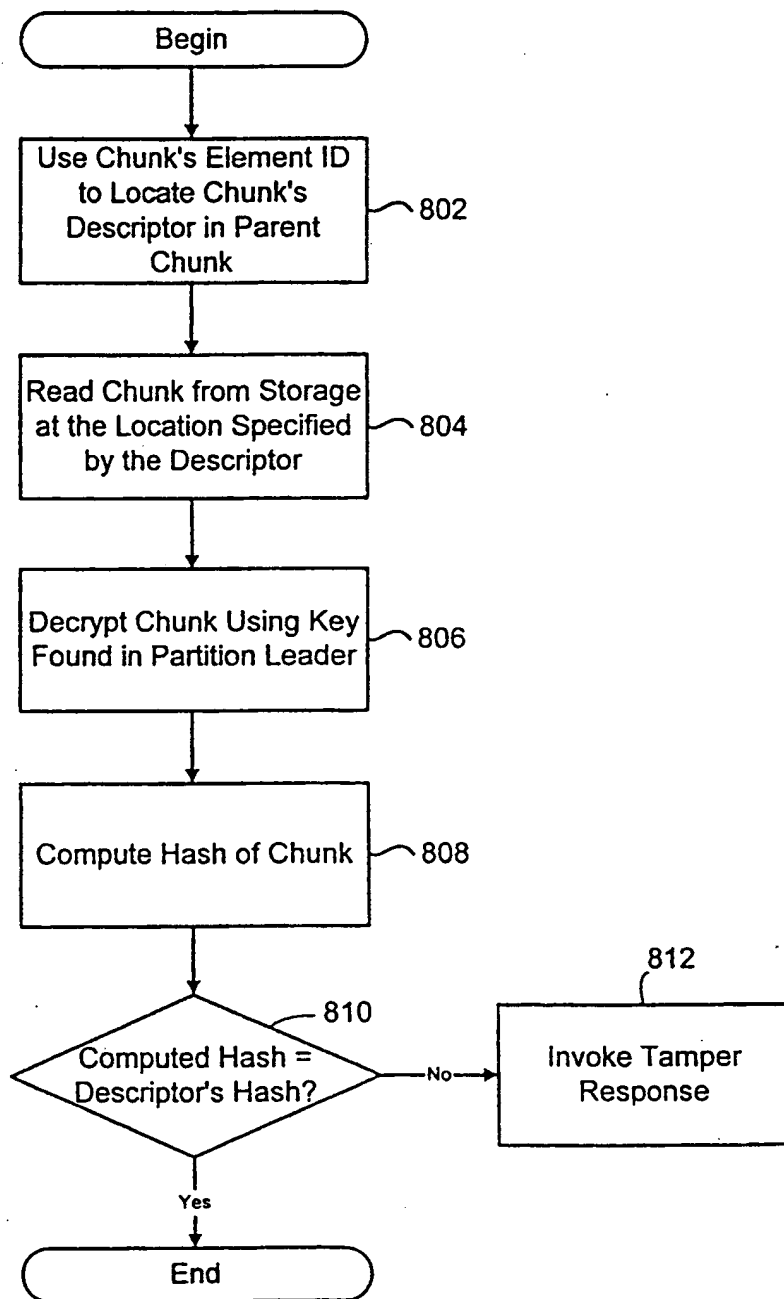 Begin
Use Chunk's Element ID
to Locate Chunk's
Descriptor in Parent
Chunk
802
Read Chunk from Storage
at the Location Specified
by the Descriptor
804
Decrypt Chunk Using Key
Found in Partition Leader
806
Compute Hash of Chunk
808
810
Computed Hash =
Descriptor's Hash?
No
812
Invoke Tamper
Response
Yes
End